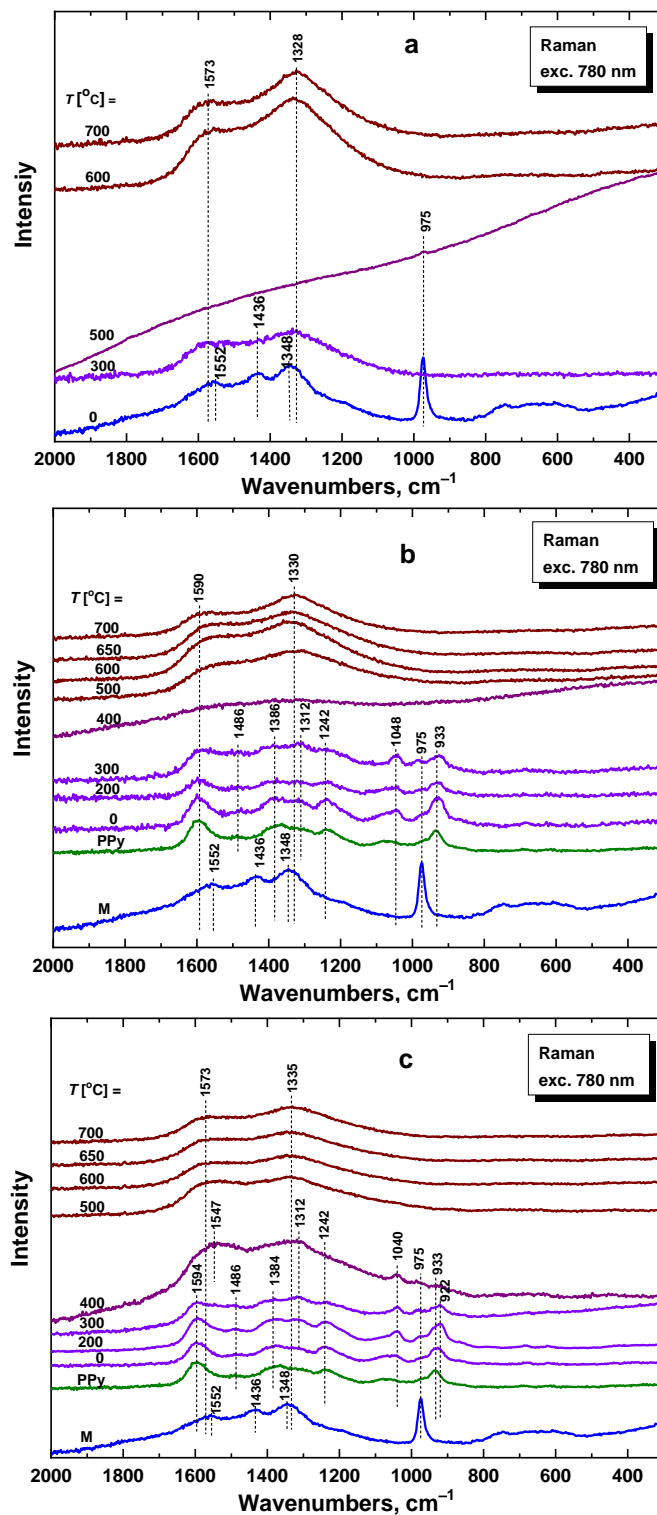 a
Raman
exc. 780 nm
1573
1328
T [°C] =
700
600
975
500
1436
300
1552
1348
0
Intensiy
2000 1800 1600 1400 1200 1000 800 600 400
Wavenumbers, cm⁻¹
b
Raman
exc. 780 nm
1590
1330
T [°C] =
700
650
600
500
400
1486
1386
1312
1242
1048
975
933
300
200
0
PPy
1552
1436
1348
M
Intensity
2000 1800 1600 1400 1200 1000 800 600 400
Wavenumbers, cm⁻¹
c
Raman
exc. 780 nm
1573
1335
T [°C] =
700
650
600
500
1547
1312
1242
1594
1486
1384
1040
975
933
922
400
300
200
0
PPy
1552
1436
1348
M
Intensity
2000 1800 1600 1400 1200 1000 800 600 400
Wavenumbers, cm⁻¹